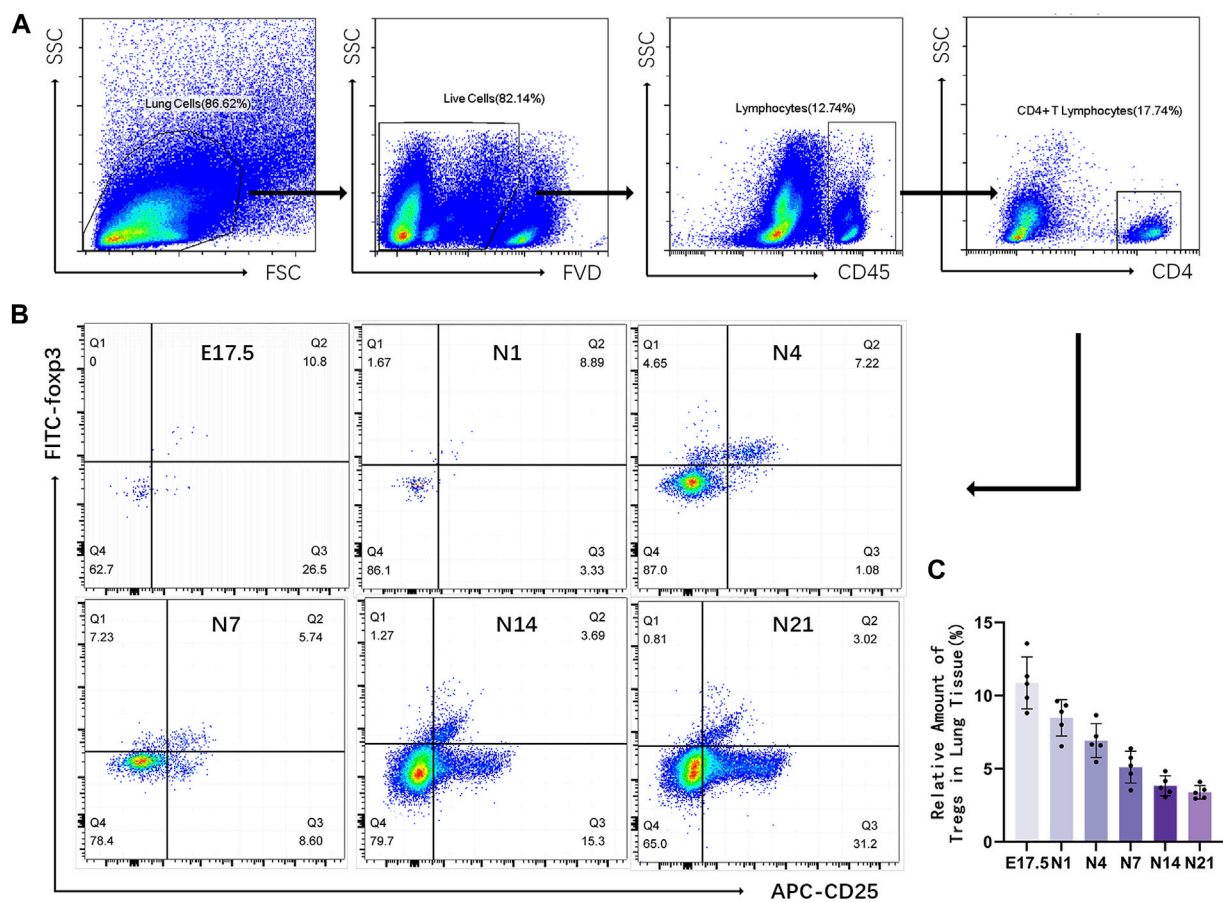 A
SSC
Lung Cells(86.62%)
FSC
SSC
Live Cells(82.14%)
FVD
SSC
Lymphocytes(12.74%)
CD45
SSC
CD4+T Lymphocytes(17.74%)
CD4
B
FITC-foxp3
Q1
0
E17.5
Q2
10.8
Q4
62.7
Q3
26.5
Q1
1.67
N1
Q2
8.89
Q4
86.1
Q3
3.33
Q1
4.65
N4
Q2
7.22
Q4
87.0
Q3
1.08
Q1
7.23
N7
Q2
5.74
Q4
78.4
Q3
8.60
Q1
1.27
N14
Q2
3.69
Q4
79.7
Q3
15.3
Q1
0.81
N21
Q2
3.02
Q4
65.0
Q3
31.2
APC-CD25
C
Relative Amount of
Tregs in Lung Tissue(%)
15
10
5
0
E17.5 N1 N4 N7 N14 N21